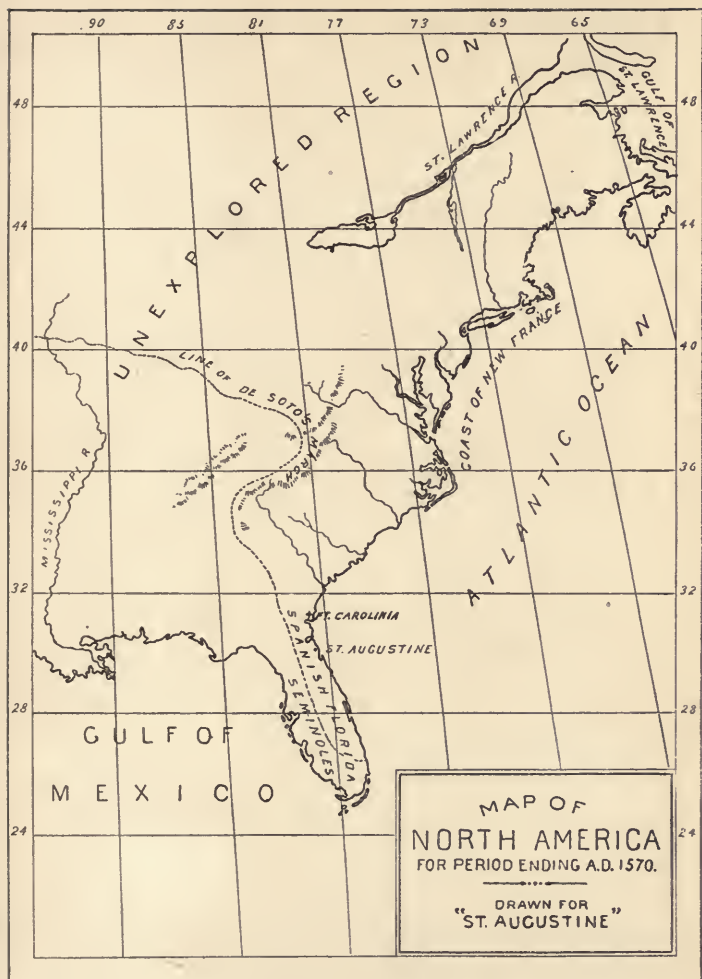 .90 85 81 77 73 69 65
48 48
44 44
40 40
36 36
32 32
28 28
24 24
UNEXPLORED REGION
ST. LAWRENCE R.
GULF OF
ST. LAWRENCE
COAST OF NEW FRANCE
ATLANTIC OCEAN
LINE OF DE SOTO'S MARCH
MISSISSIPPI R
FT. CAROLINIA
ST. AUGUSTINE
SPANISH FLORIDA
SEMINOLES
GULF OF
MEXICO
MAP OF
NORTH AMERICA
FOR PERIOD ENDING A.D. 1570.
DRAWN FOR
"ST. AUGUSTINE"